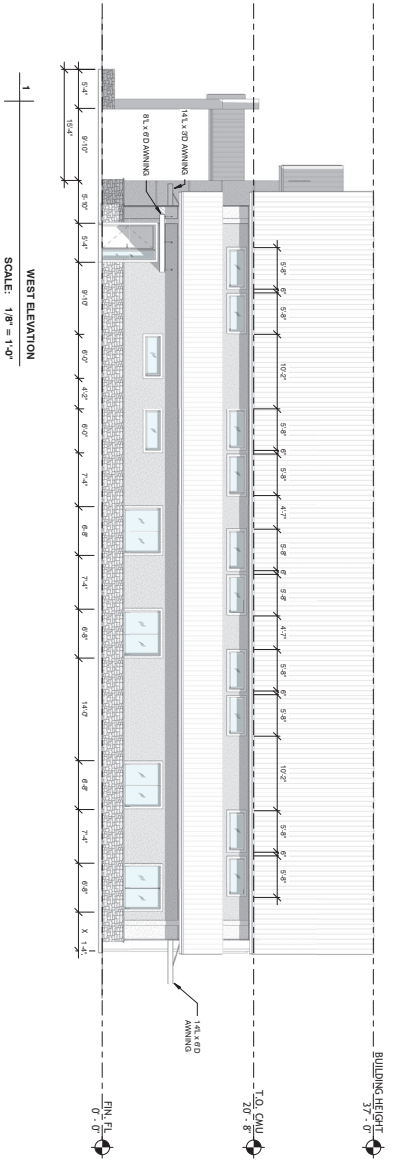 BUILDING HEIGHT
37' - 0"
5'-8" 6" 5'-8" 10'-2" 5'-8" 6" 5'-8" 4'-7" 5'-8" 6" 5'-8" 4'-7" 5'-8" 6" 5'-8" 10'-2" 5'-8" 6" 5'-8"
T.O. CMU
20' - 8"
14'L x 3'D AWNING
8'L x 6'D AWNING
14'L x 6'D
AWNING
FIN. FL
0' - 0"
5'-4" 9'-10" 5'-10" 5'-4" 9'-10" 6'-0" 4'-2" 6'-0" 7'-4" 6'-8" 7'-4" 6'-8" 14'-0" 6'-8" 7'-4" 6'-8" X 1'-4"
15'-4"
1
WEST ELEVATION
SCALE: 1/8" = 1'-0"